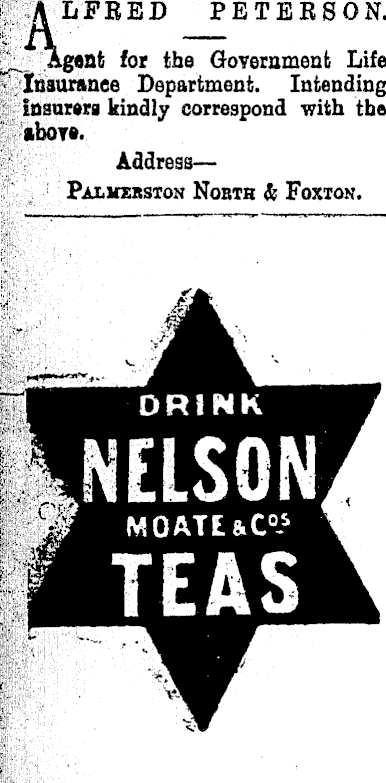 ALFRED PETERSON.
Agent for the Government Life
Insurance Department. Intending
insurers kindly correspond with the
above.
Address—
PALMERSTON NORTH & FOXTON.
DRINK
NELSON
MOATE & Cos
TEAS